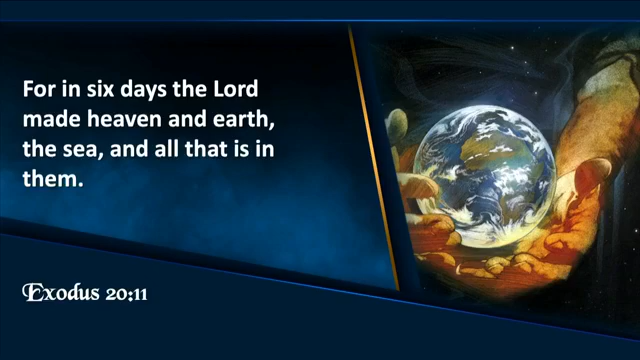 For in six days the Lord
made heaven and earth,
the sea, and all that is in
them.
Exodus 20:11